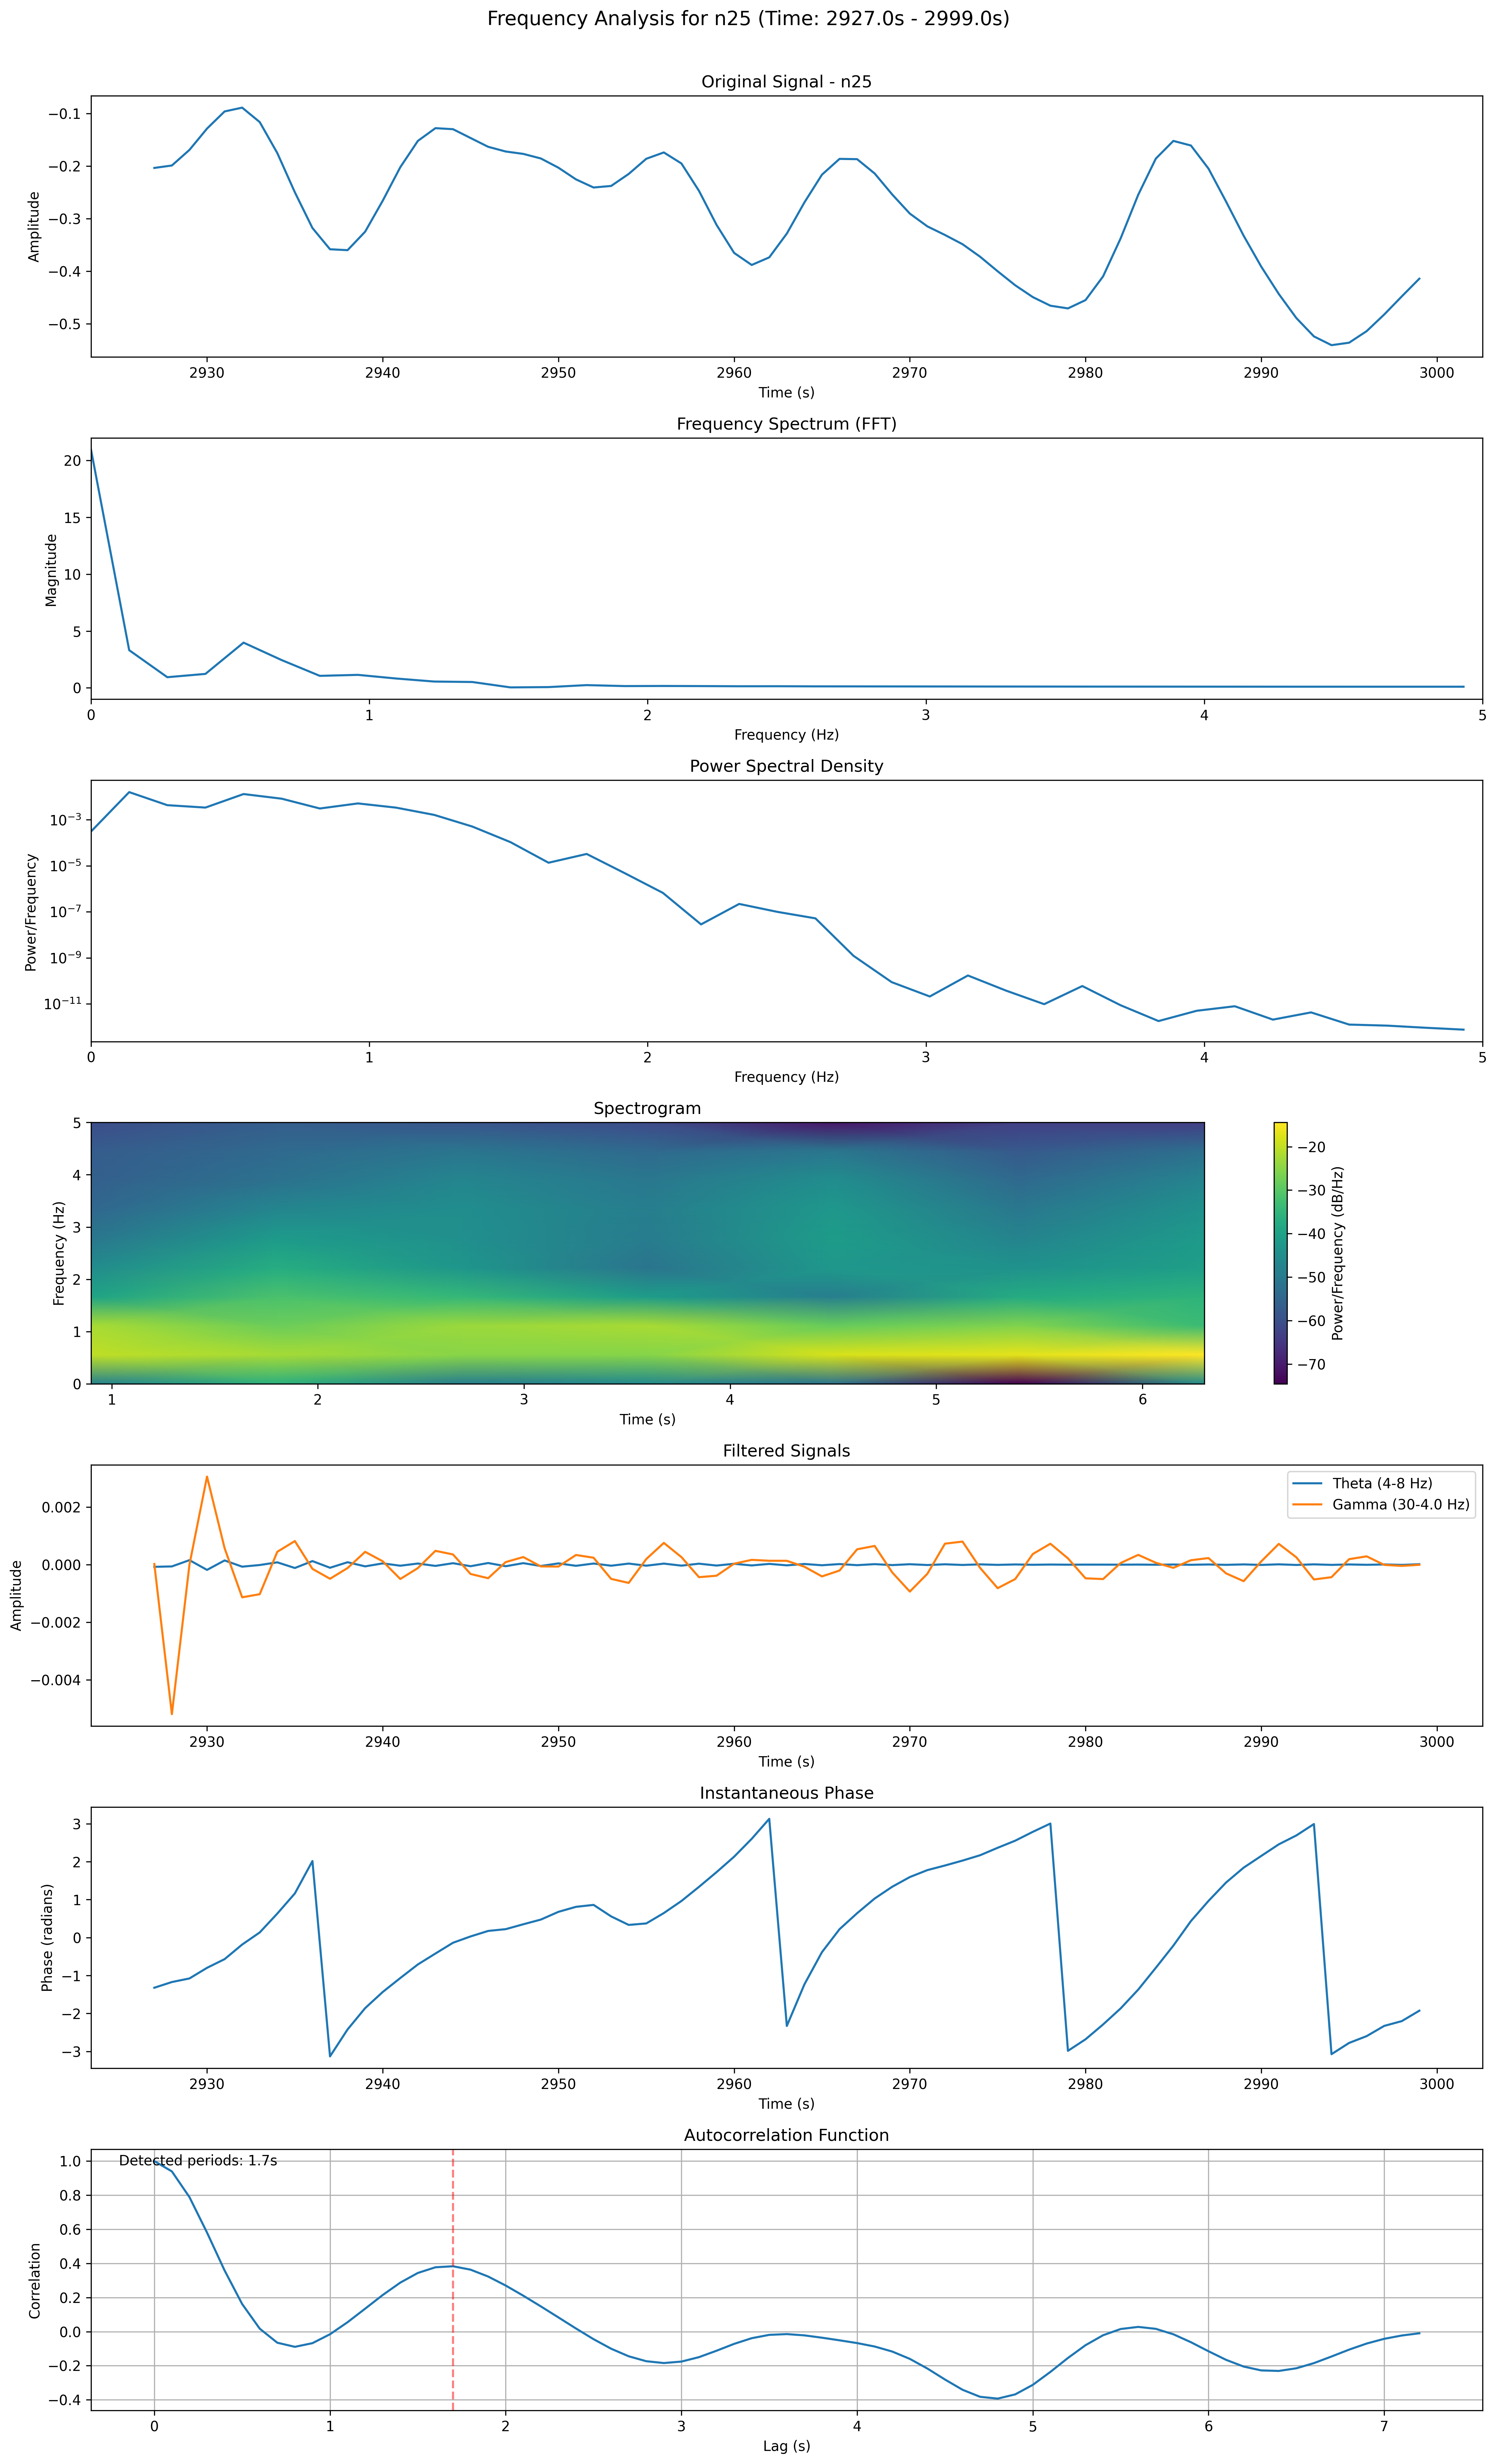 Frequency Analysis for n25 (Time: 2927.0s - 2999.0s)
Original Signal - n25
−0.1
−0.2
−0.3
−0.4
−0.5
Amplitude
2930 2940 2950 2960 2970 2980 2990 3000
Time (s)
Frequency Spectrum (FFT)
20
15
10
5
0
Magnitude
0 1 2 3 4 5
Frequency (Hz)
Power Spectral Density
10−3
10−5
10−7
10−9
10−11
Power/Frequency
0 1 2 3 4 5
Frequency (Hz)
Spectrogram
5
4
3
2
1
0
Frequency (Hz)
1 2 3 4 5 6
Time (s)
−20
−30
−40
−50
−60
−70
Power/Frequency (dB/Hz)
Filtered Signals
Theta (4-8 Hz)
Gamma (30-4.0 Hz)
0.002
0.000
−0.002
−0.004
Amplitude
2930 2940 2950 2960 2970 2980 2990 3000
Time (s)
Instantaneous Phase
3
2
1
0
−1
−2
−3
Phase (radians)
2930 2940 2950 2960 2970 2980 2990 3000
Time (s)
Autocorrelation Function
Detected periods: 1.7s
1.0
0.8
0.6
0.4
0.2
0.0
−0.2
−0.4
Correlation
0 1 2 3 4 5 6 7
Lag (s)